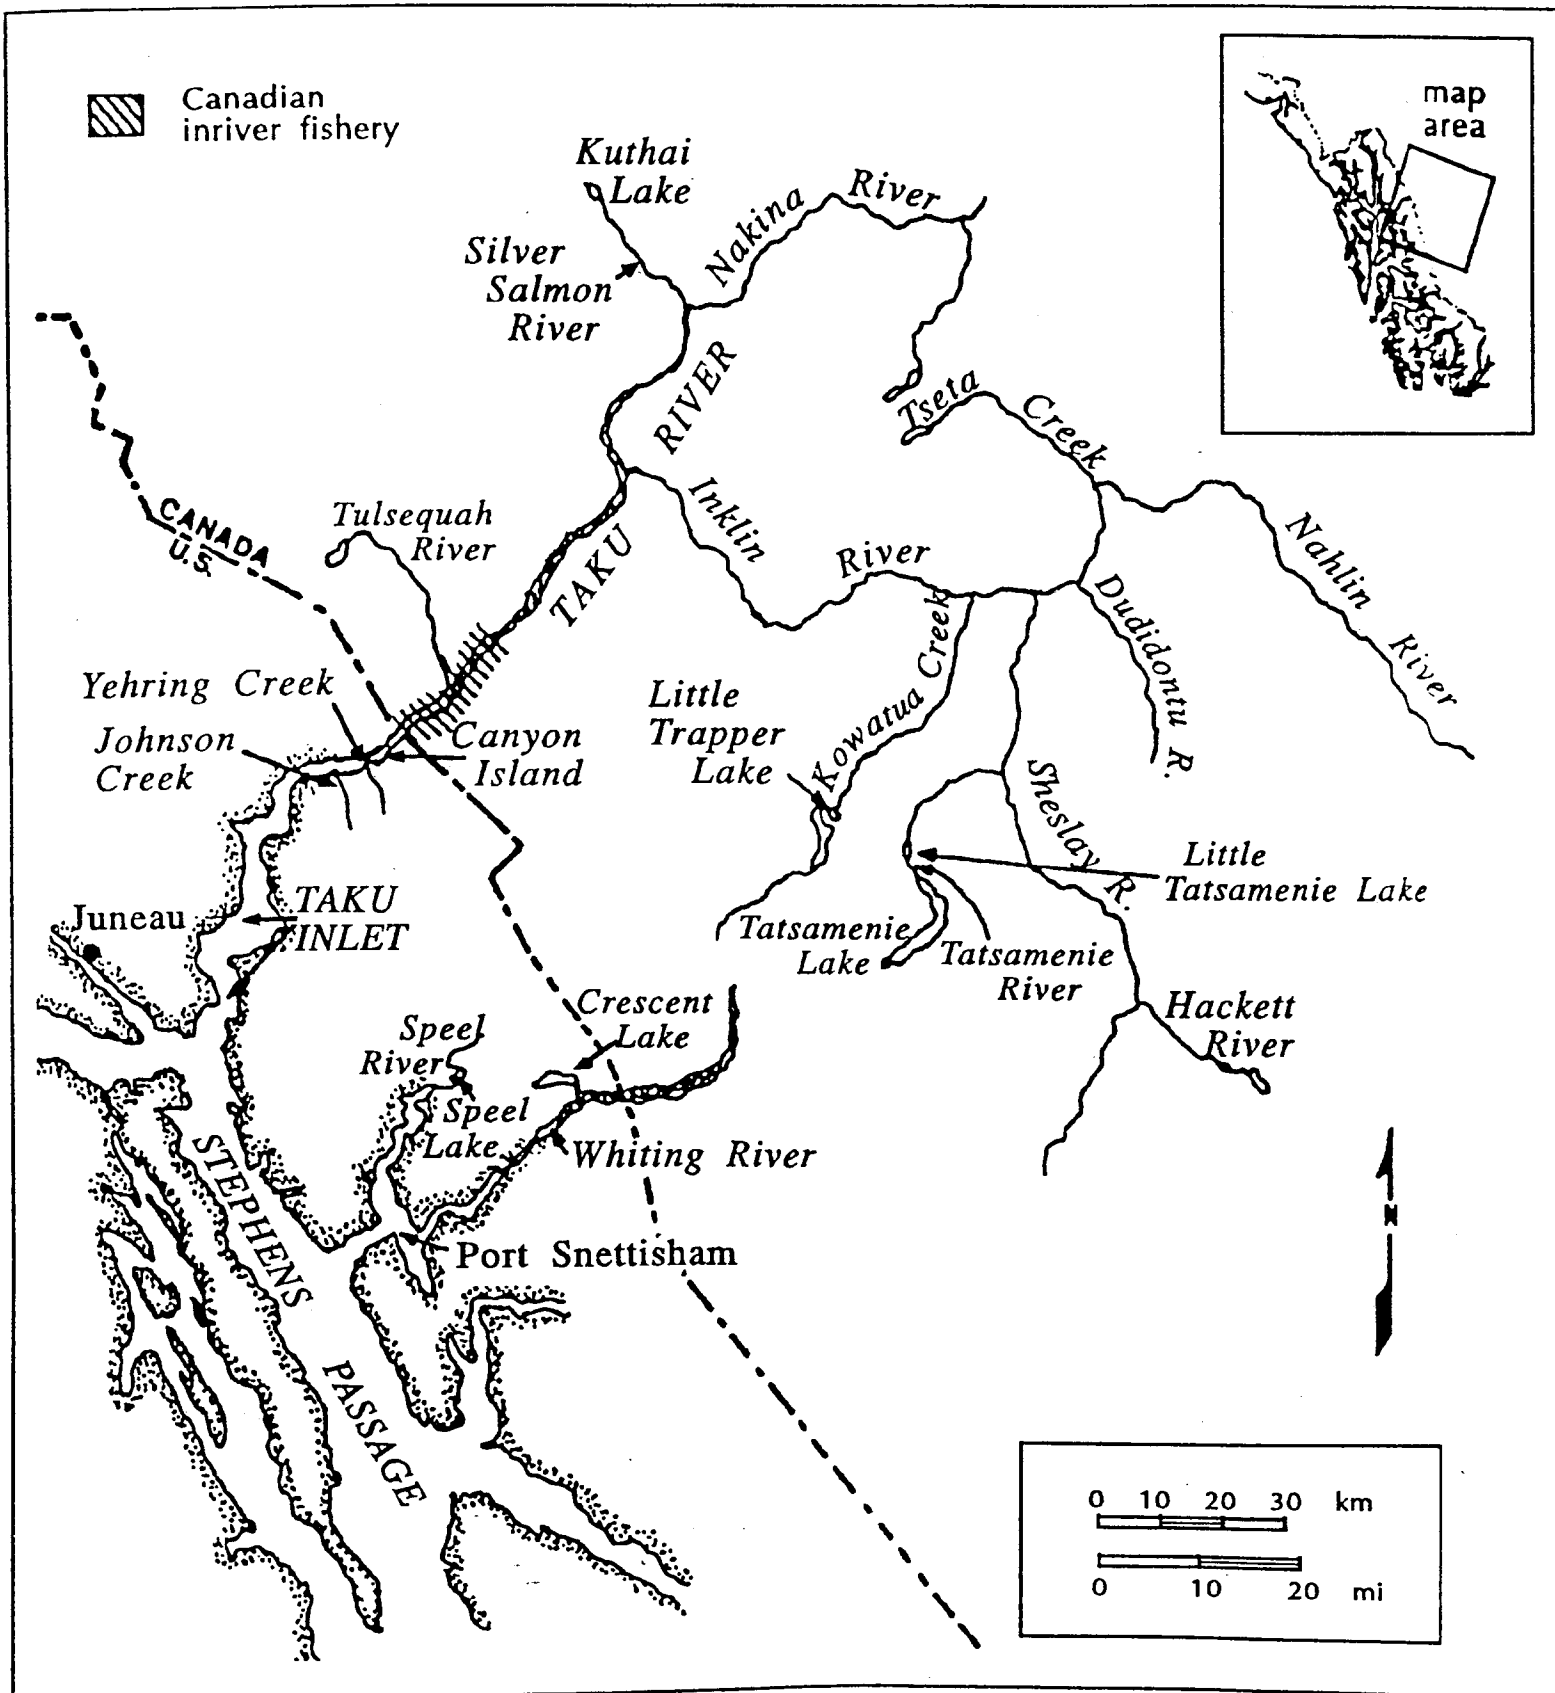 Canadian
inriver fishery
map
area
Kuthai
Lake
Nakina River
Silver
Salmon
River
TAKU RIVER
Tseta Creek
Inklin River
Nahlin River
CANADA
U.S.
Tulsequah
River
Dudidontu R.
Kowatua Creek
Yehring Creek
Johnson
Creek
Canyon
Island
Little
Trapper
Lake
Sheslay R.
Little
Tatsamenie Lake
Juneau
TAKU
INLET
Tatsamenie
Lake
Tatsamenie
River
Crescent
Lake
Hackett
River
Speel
River
Speel
Lake
Whiting River
STEPHENS PASSAGE
Port Snettisham
N
0 10 20 30 km
0 10 20 mi